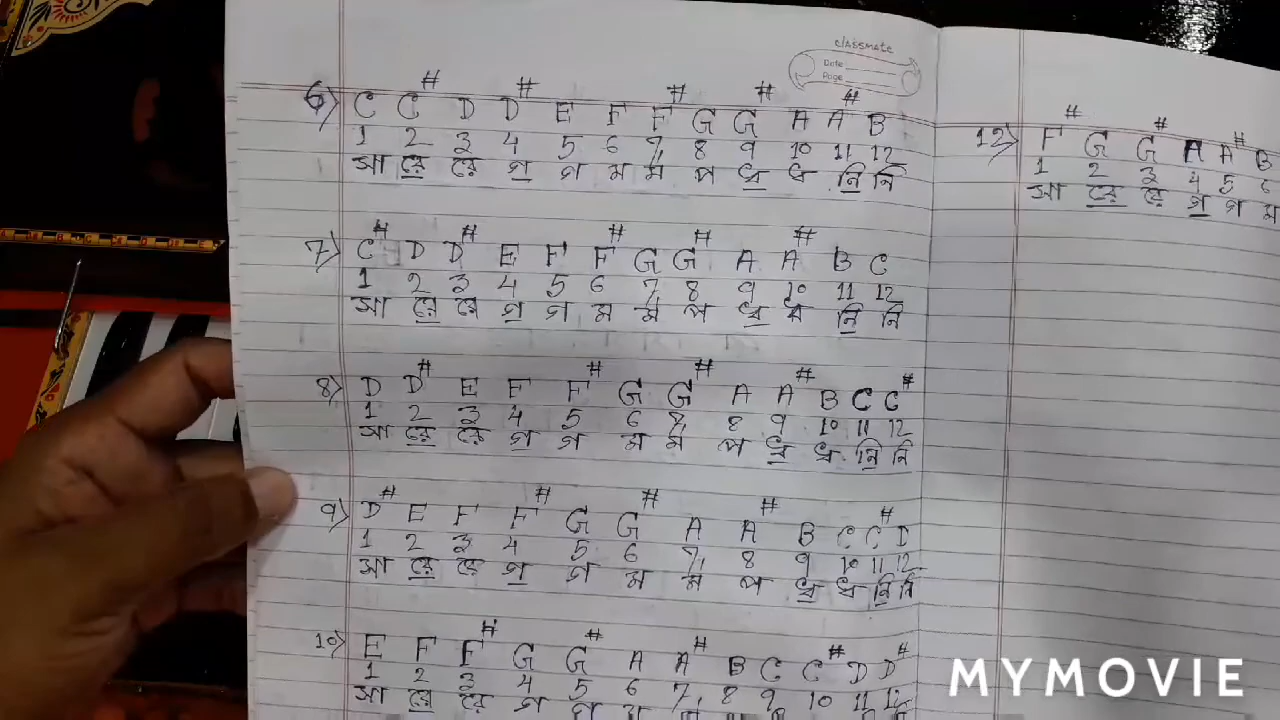 classmate
Date
Page
6) C C# D D# E F F# G G# A A# B
1 2 3 4 5 6 7 8 9 10 11 12
সা রে রে গ গ ম ম প ধ ধ নি নি
7) C# D D# E F F# G G# A A# B C
1 2 3 4 5 6 7 8 9 10 11 12
সা রে রে গ গ ম ম প ধ ধ নি নি
8) D D# E F F# G G# A A# B C C#
1 2 3 4 5 6 7 8 9 10 11 12
সা রে রে গ গ ম ম প ধ ধ নি নি
9) D# E F F# G G# A A# B C C# D
1 2 3 4 5 6 7 8 9 10 11 12
সা রে রে গ গ ম ম প ধ ধ নি নি
10) E F F# G G# A A# B C C# D D#
1 2 3 4 5 6 7 8 9 10 11 12
সা রে রে গ গ
12) F# G G# A A# B
1 2 3 4 5 6
সা রে রে গ গ ম
MYMOVIE